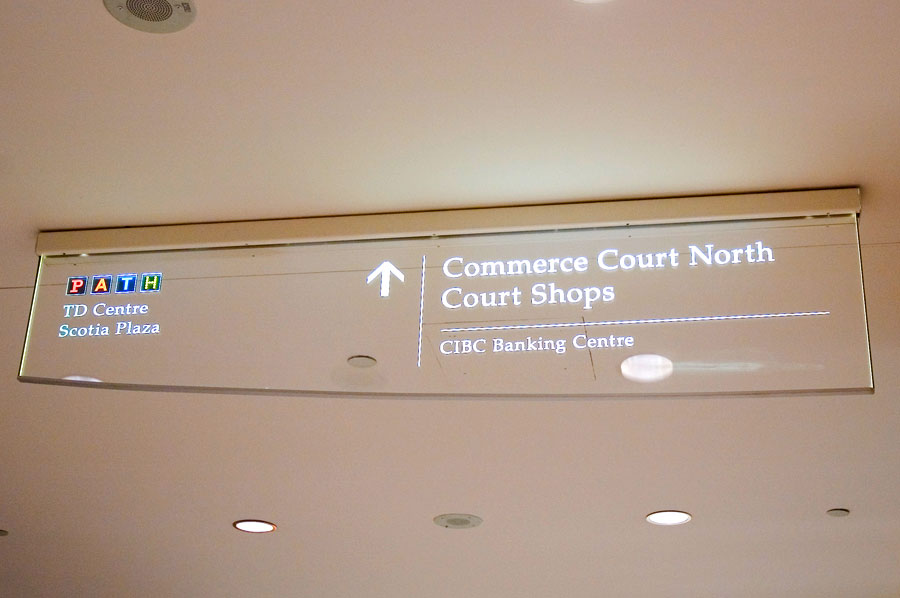 PATH
TD Centre
Scotia Plaza
Commerce Court North
Court Shops
CIBC Banking Centre